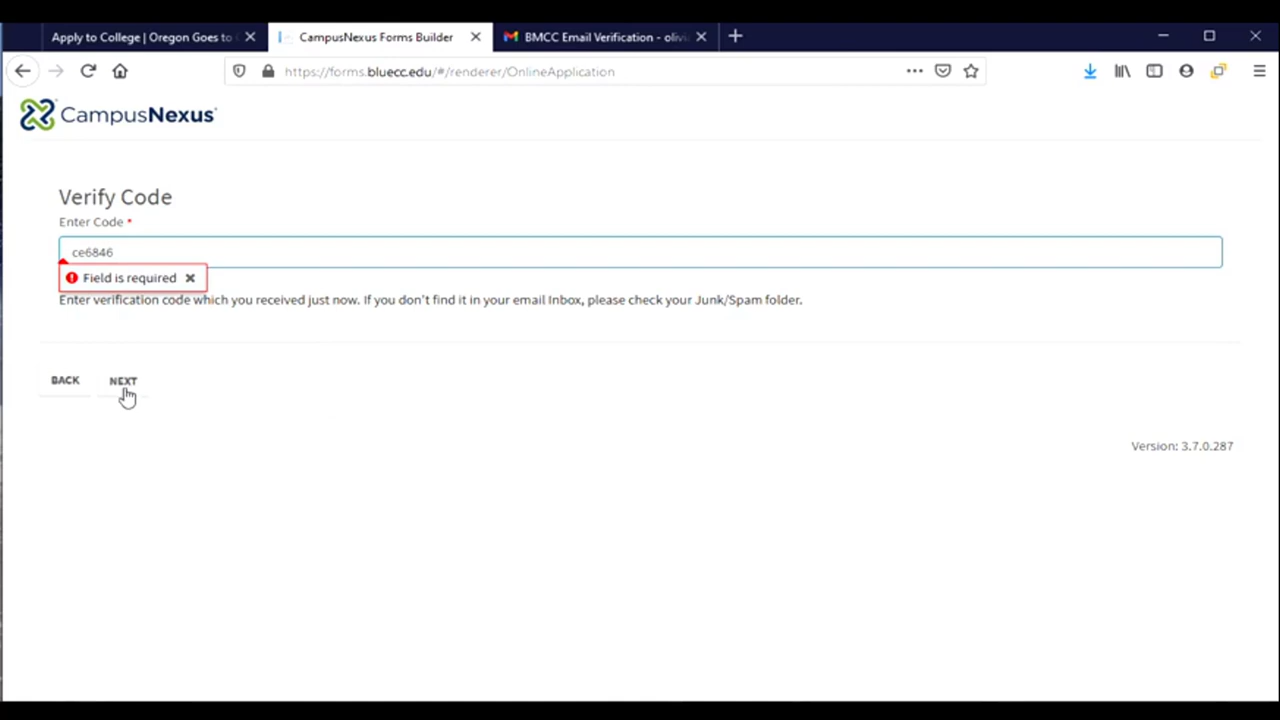 Apply to College | Oregon Goes to
CampusNexus Forms Builder
BMCC Email Verification - olivi
https://forms.bluecc.edu/#/renderer/OnlineApplication
CampusNexus
Verify Code
Enter Code *
ce6846
Field is required
Enter verification code which you received just now. If you don't find it in your email Inbox, please check your Junk/Spam folder.
BACK NEXT
Version: 3.7.0.287